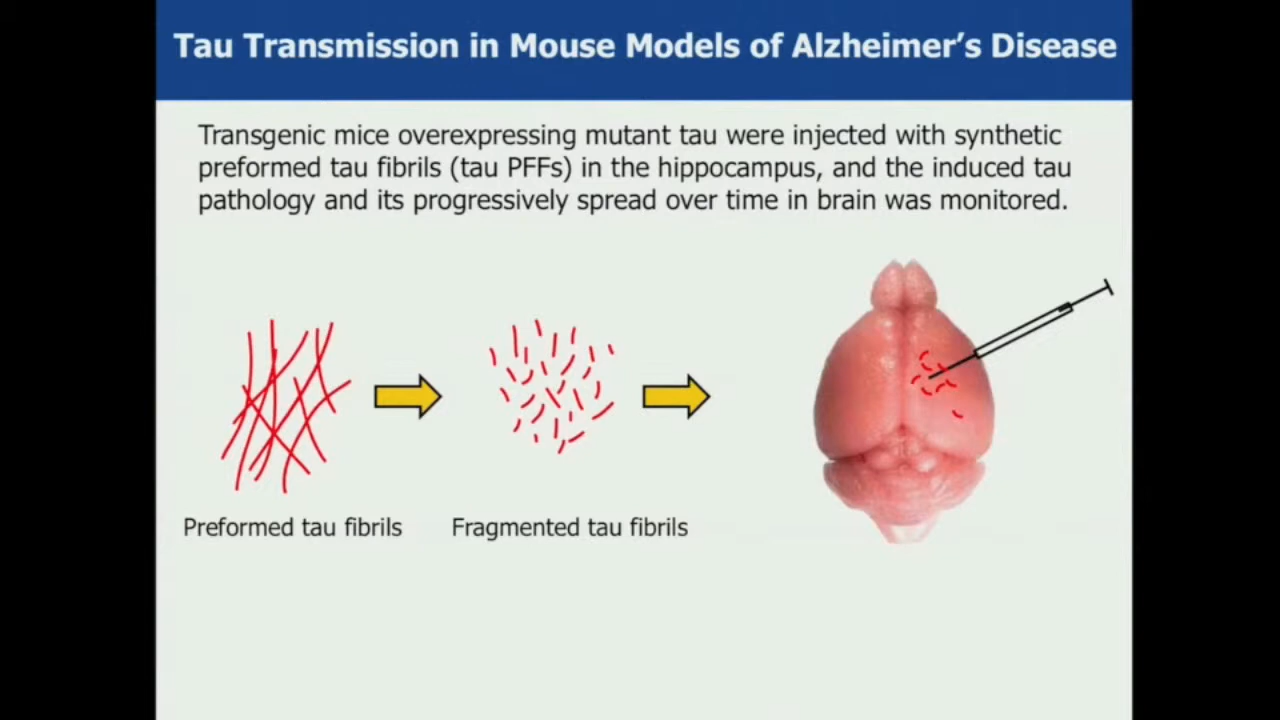 Tau Transmission in Mouse Models of Alzheimer's Disease
Transgenic mice overexpressing mutant tau were injected with synthetic
preformed tau fibrils (tau PFFs) in the hippocampus, and the induced tau
pathology and its progressively spread over time in brain was monitored.
Preformed tau fibrils
Fragmented tau fibrils